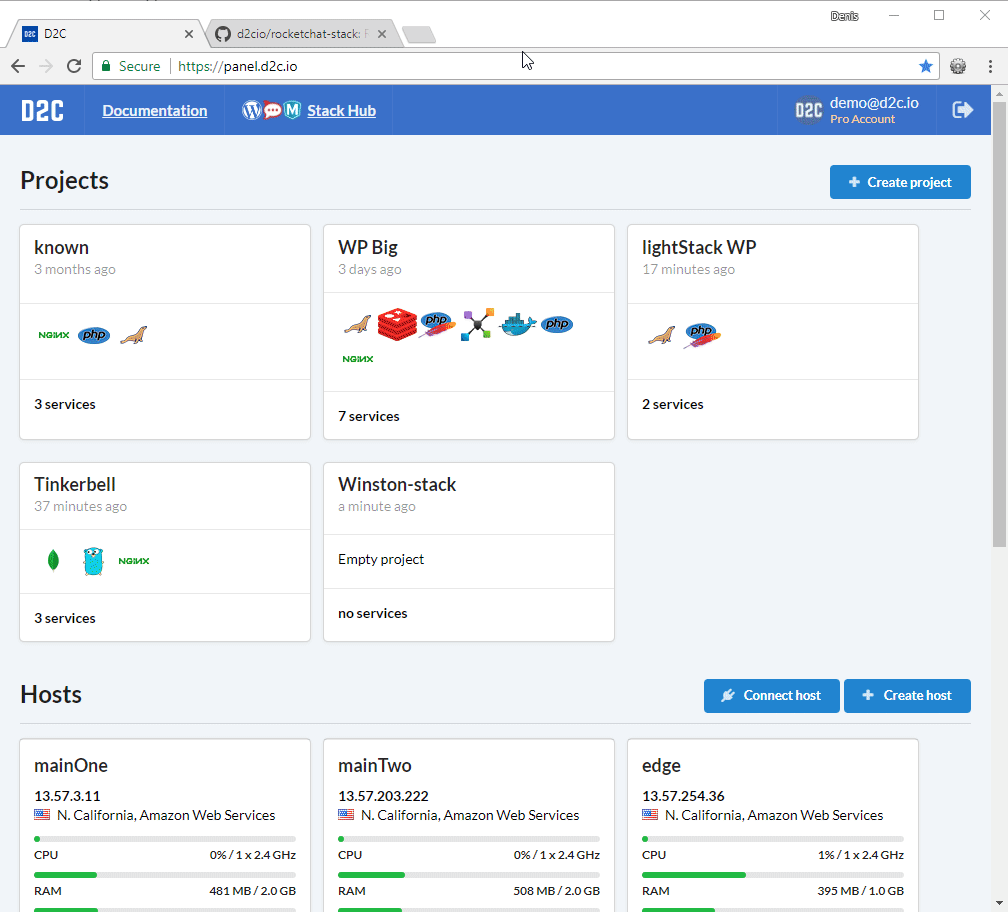 Denis
D2C D2C
d2cio/rocketchat-stack:
Secure https://panel.d2c.io
D2C Documentation W M Stack Hub D2C demo@d2c.io
Pro Account
Projects
Create project
known WP Big lightStack WP
3 months ago 3 days ago 17 minutes ago
NGINX php php php
php
NGINX
3 services 7 services 2 services
Tinkerbell Winston-stack
37 minutes ago a minute ago
NGINX Empty project
3 services no services
Hosts
Connect host Create host
mainOne mainTwo edge
13.57.3.11 13.57.203.222 13.57.254.36
N. California, Amazon Web Services N. California, Amazon Web Services N. California, Amazon Web Services
CPU 0% / 1 x 2.4 GHz CPU 0% / 1 x 2.4 GHz CPU 1% / 1 x 2.4 GHz
RAM 481 MB / 2.0 GB RAM 508 MB / 2.0 GB RAM 395 MB / 1.0 GB